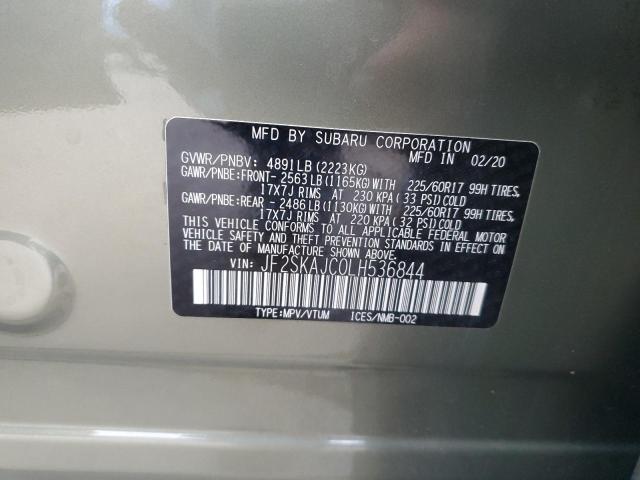 MFD BY SUBARU CORPORATION
GVWR/PNBV: 4891LB (2223KG) MFD IN 02/20
GAWR/PNBE:FRONT- 2563LB(1165KG)WITH 225/60R17 99H TIRES,
17X7J RIMS AT 230 KPA(33 PSI)COLD
GAWR/PNBE:REAR - 2486LB(1130KG)WITH 225/60R17 99H TIRES,
17X7J RIMS AT 220 KPA(32 PSI)COLD
THIS VEHICLE CONFORMS TO ALL APPLICABLE FEDERAL MOTOR
VEHICLE SAFETY AND BUMPER STANDARDS IN EFFECT ON THE
DATE OF MANUFACTURE SHOWN ABOVE.
VIN: JF2SKAJC0LH536844
TYPE:MPV/VTUM ICES/NMB-002